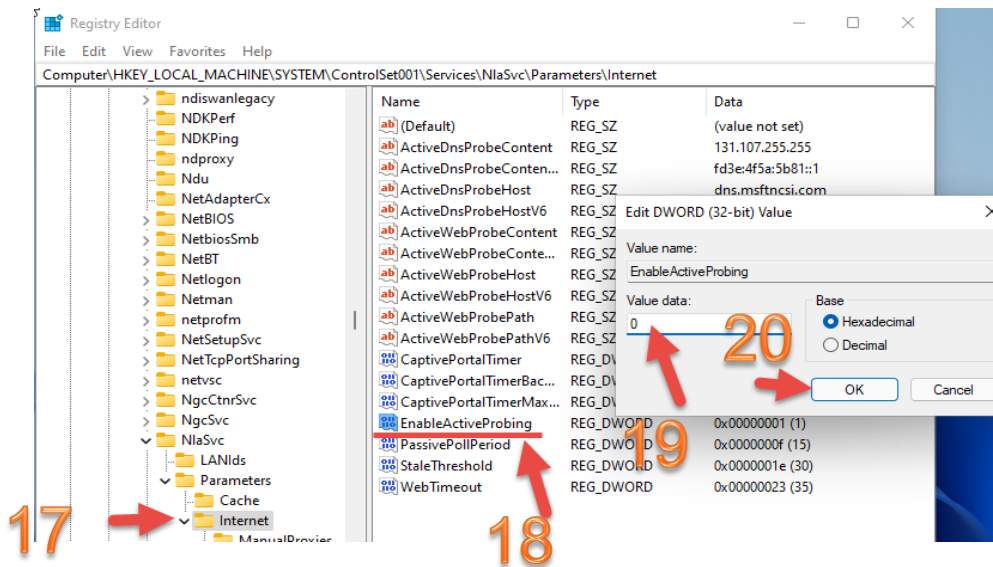 Registry Editor
File Edit View Favorites Help
Computer\HKEY_LOCAL_MACHINE\SYSTEM\ControlSet001\Services\NlaSvc\Parameters\Internet
ndiswanlegacy
NDKPerf
NDKPing
ndproxy
Ndu
NetAdapterCx
NetBIOS
NetbiosSmb
NetBT
Netlogon
Netman
netprofm
NetSetupSvc
NetTcpPortSharing
netvsc
NgcCtnrSvc
NgcSvc
NlaSvc
LANIds
Parameters
Cache
17 Internet
ManualProxies
Name Type Data
(Default) REG_SZ (value not set)
ActiveDnsProbeContent REG_SZ 131.107.255.255
ActiveDnsProbeConten... REG_SZ fd3e:4f5a:5b81::1
ActiveDnsProbeHost REG_SZ dns.msftncsi.com
ActiveDnsProbeHostV6 REG_SZ
ActiveWebProbeContent REG_SZ
ActiveWebProbeConte... REG_SZ
ActiveWebProbeHost REG_SZ
ActiveWebProbeHostV6 REG_SZ
ActiveWebProbePath REG_SZ
ActiveWebProbePathV6 REG_SZ
CaptivePortalTimer REG_DW
CaptivePortalTimerBac... REG_DW
CaptivePortalTimerMax... REG_DW
EnableActiveProbing REG_DWORD 0x00000001 (1)
PassivePollPeriod REG_DWORD 0x0000000f (15)
StaleThreshold REG_DWORD 0x0000001e (30)
WebTimeout REG_DWORD 0x00000023 (35)
18
Edit DWORD (32-bit) Value
Value name:
EnableActiveProbing
Value data:
0
19
Base
Hexadecimal
Decimal
20
OK Cancel